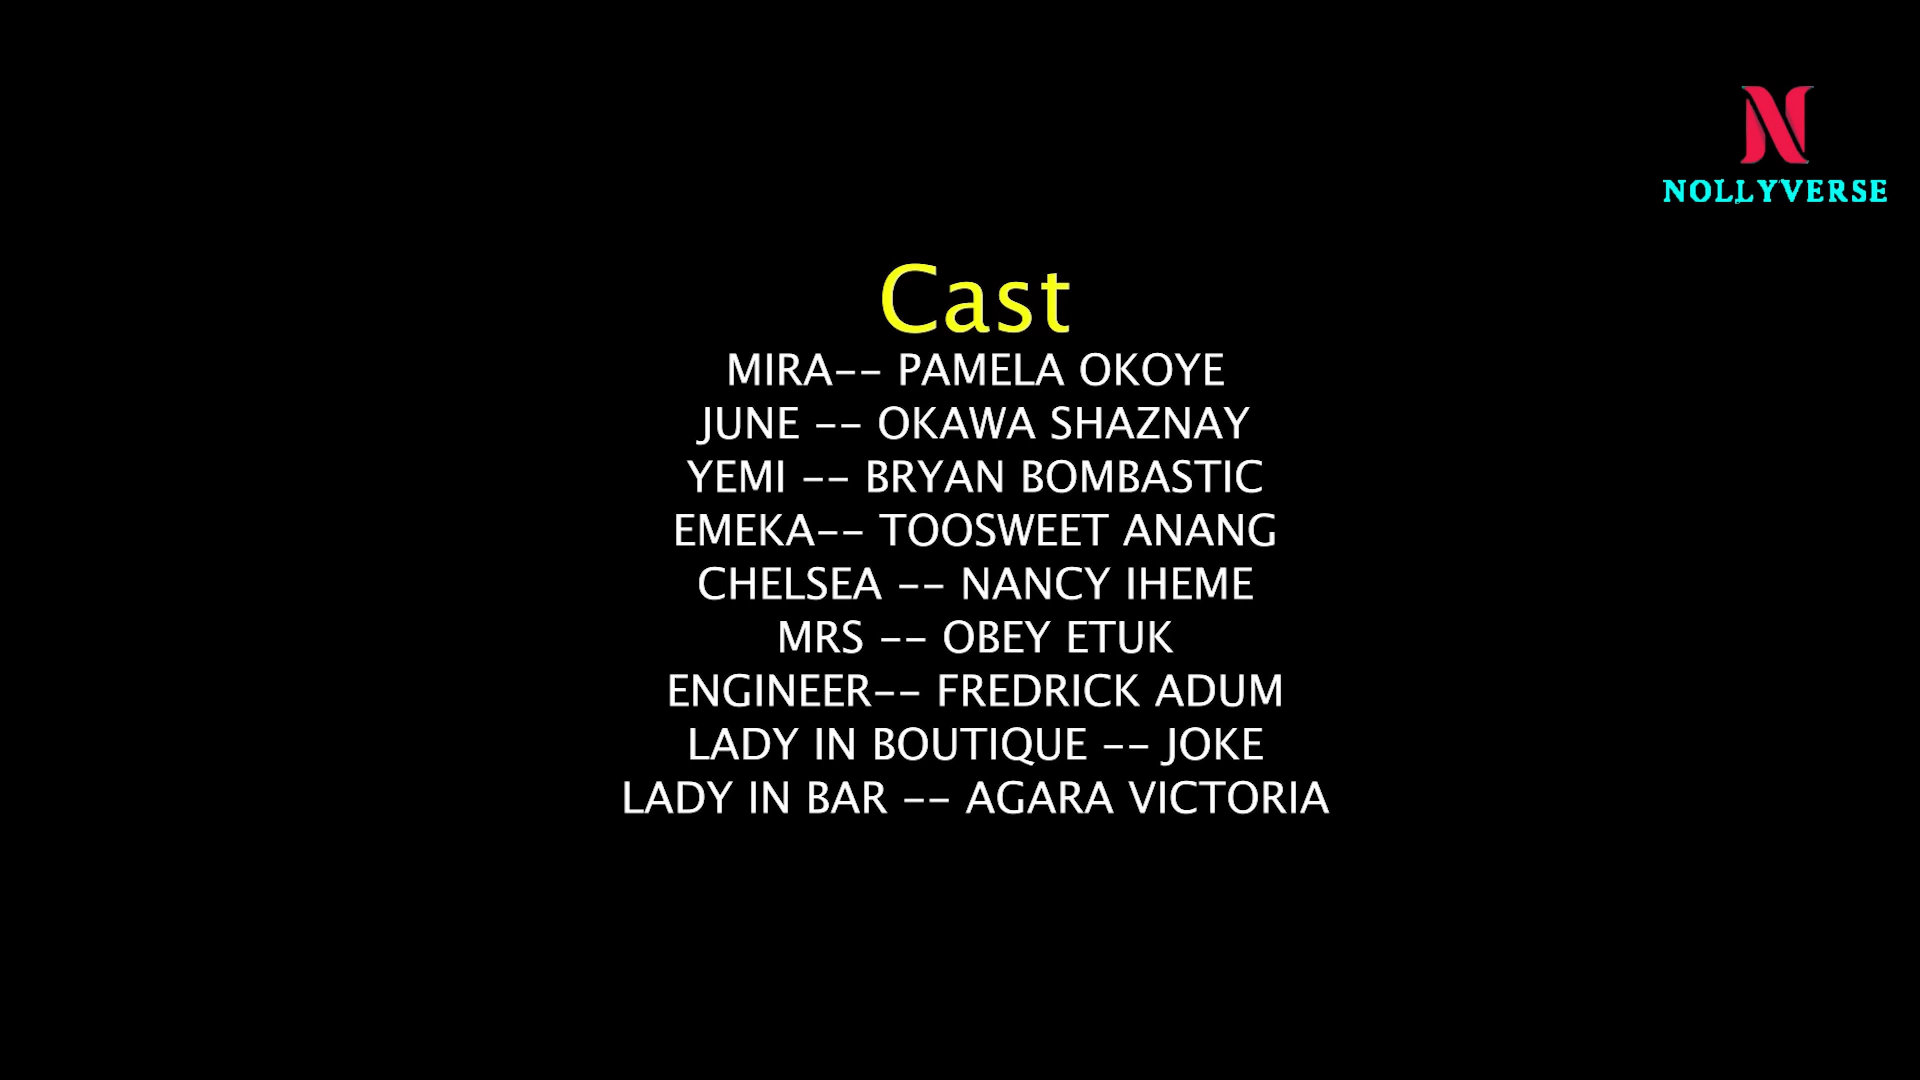 N
NOLLYVERSE
Cast
MIRA-- PAMELA OKOYE
JUNE -- OKAWA SHAZNAY
YEMI -- BRYAN BOMBASTIC
EMEKA-- TOOSWEET ANANG
CHELSEA -- NANCY IHEME
MRS -- OBEY ETUK
ENGINEER-- FREDRICK ADUM
LADY IN BOUTIQUE -- JOKE
LADY IN BAR -- AGARA VICTORIA